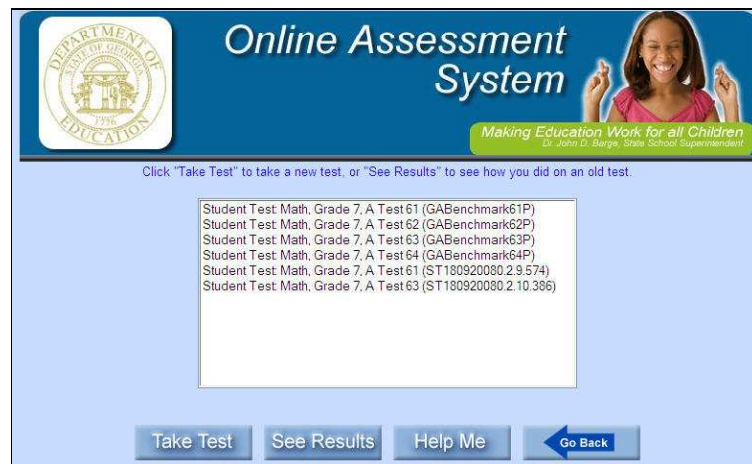 DEPARTMENT OF EDUCATION
STATE OF GEORGIA
1776
Online Assessment
System
Making Education Work for all Children
Dr. John D. Barge, State School Superintendent
Click "Take Test" to take a new test, or "See Results" to see how you did on an old test.
Student Test: Math, Grade 7, A Test 61 (GABenchmark61P)
Student Test: Math, Grade 7, A Test 62 (GABenchmark62P)
Student Test: Math, Grade 7, A Test 63 (GABenchmark63P)
Student Test: Math, Grade 7, A Test 64 (GABenchmark64P)
Student Test: Math, Grade 7, A Test 61 (ST180920080.2.9.574)
Student Test: Math, Grade 7, A Test 63 (ST180920080.2.10.386)
Take Test
See Results
Help Me
Go Back